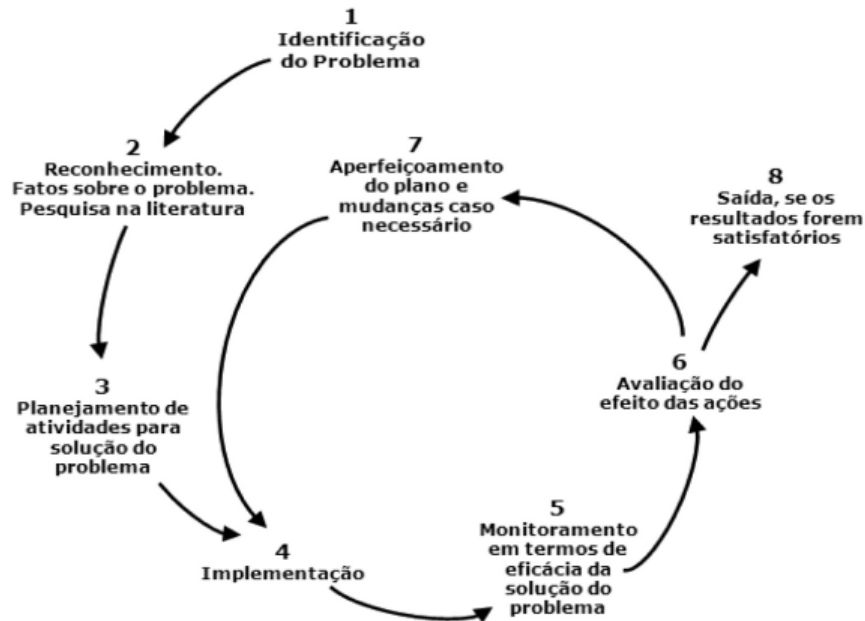 1
Identificação
do Problema
2
Reconhecimento.
Fatos sobre o problema.
Pesquisa na literatura
3
Planejamento de
atividades para
solução do
problema
4
Implementação
5
Monitoramento
em termos de
eficácia da
solução do
problema
6
Avaliação do
efeito das ações
7
Aperfeiçoamento
do plano e
mudanças caso
necessário
8
Saída, se os
resultados forem
satisfatórios